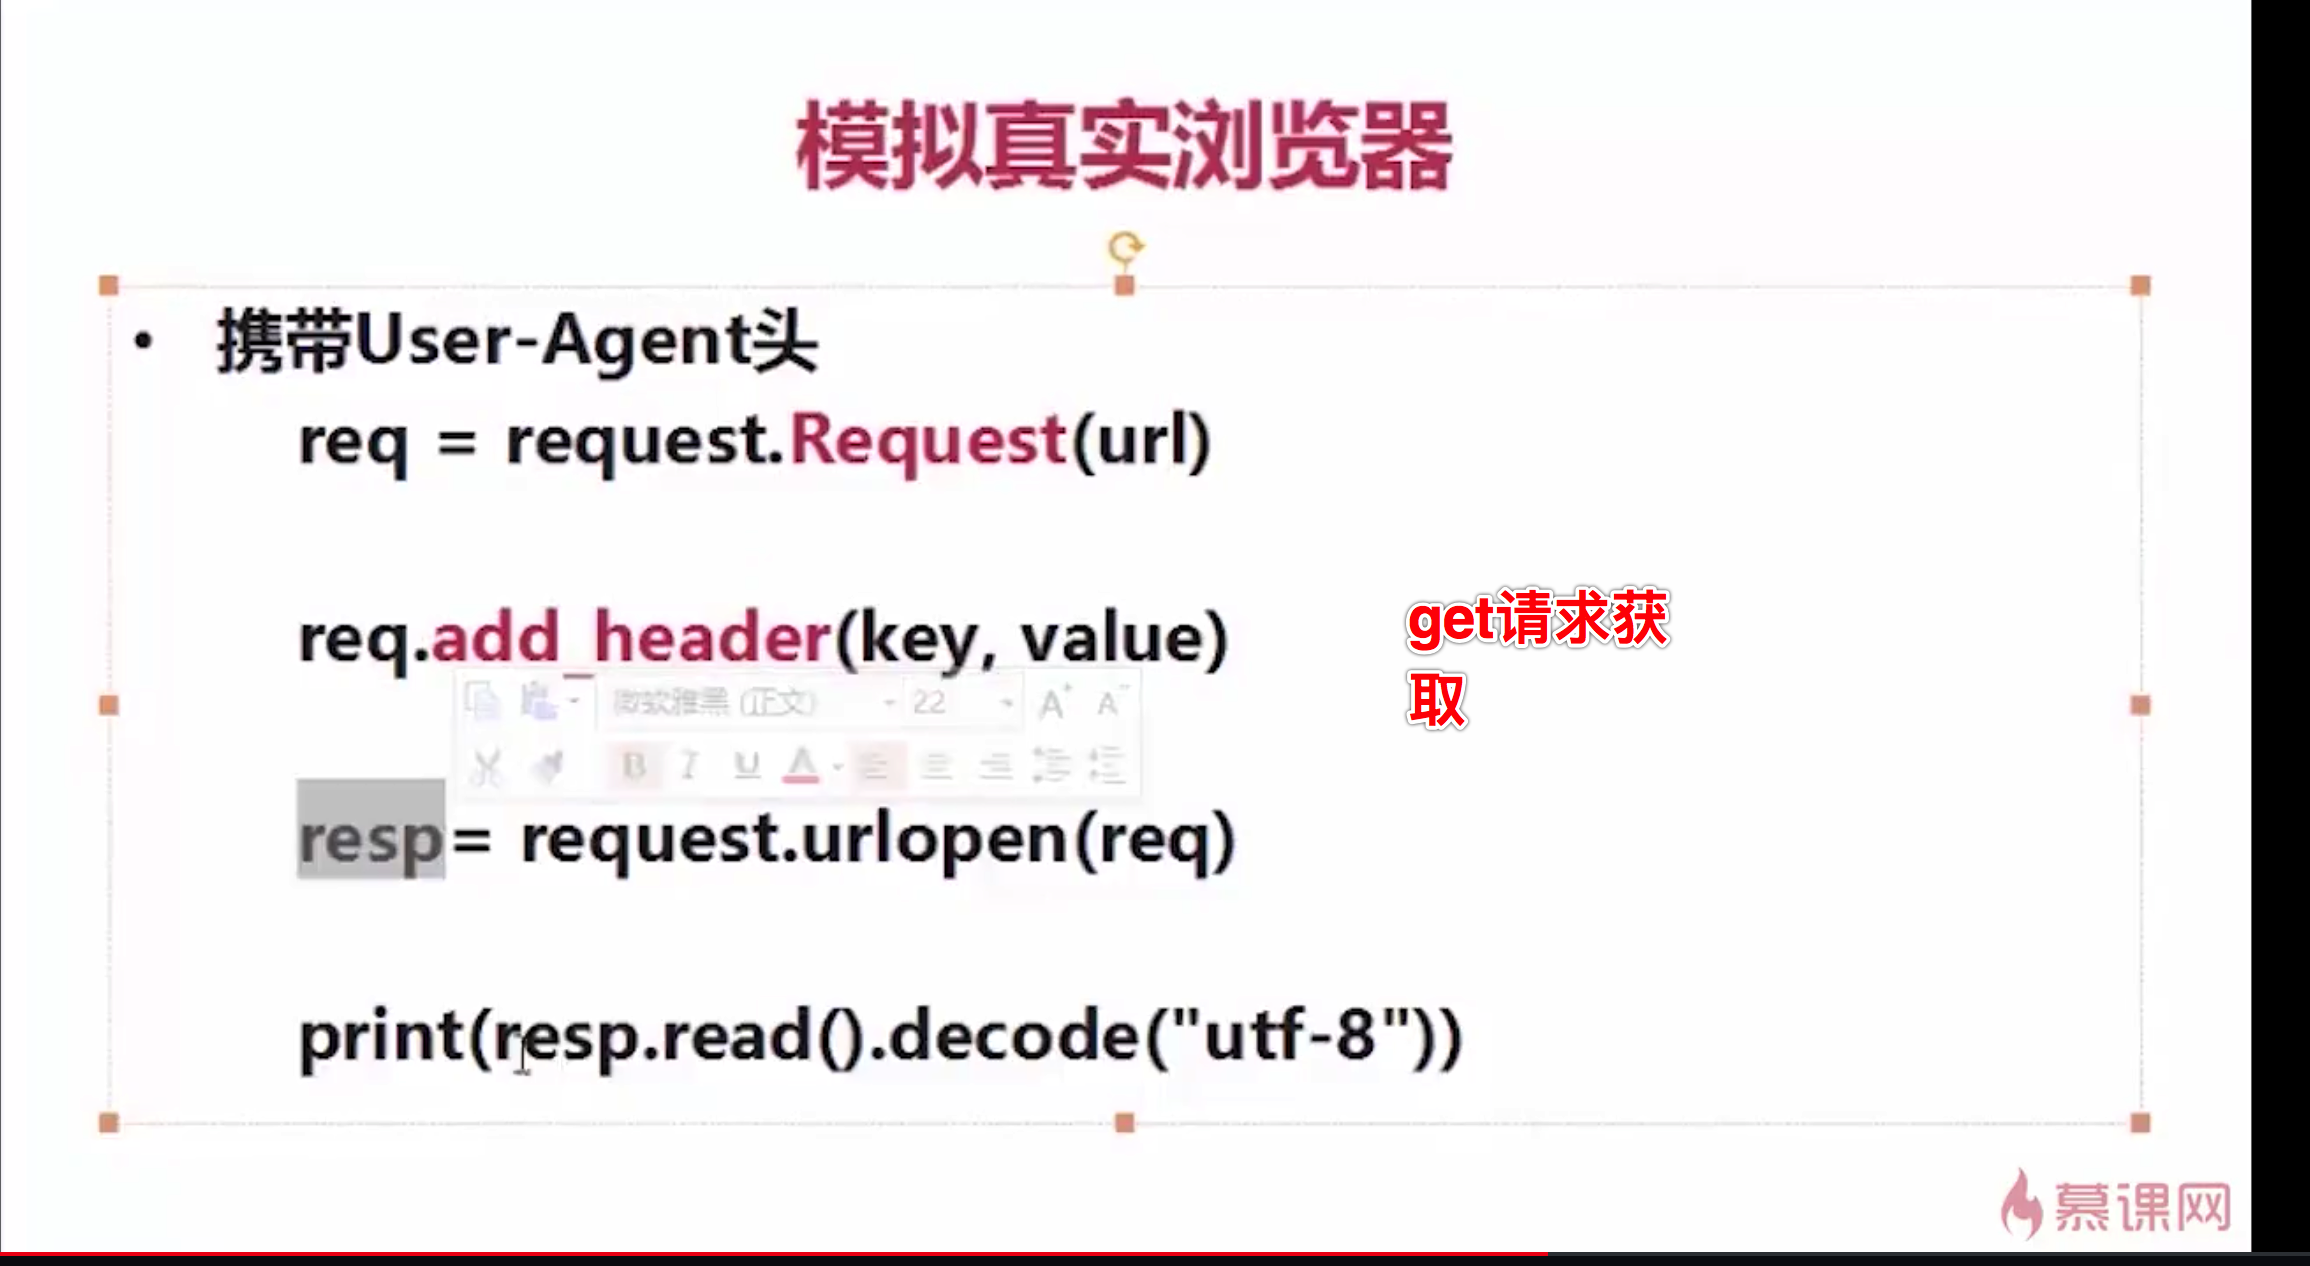 模拟真实浏览器
• 携带User-Agent头
req = request.Request(url)
req.add_header(key, value)
get请求获
取
微软雅黑 (正文) 22 A+ A-
B I U A
resp= request.urlopen(req)
print(resp.read().decode("utf-8"))
慕课网